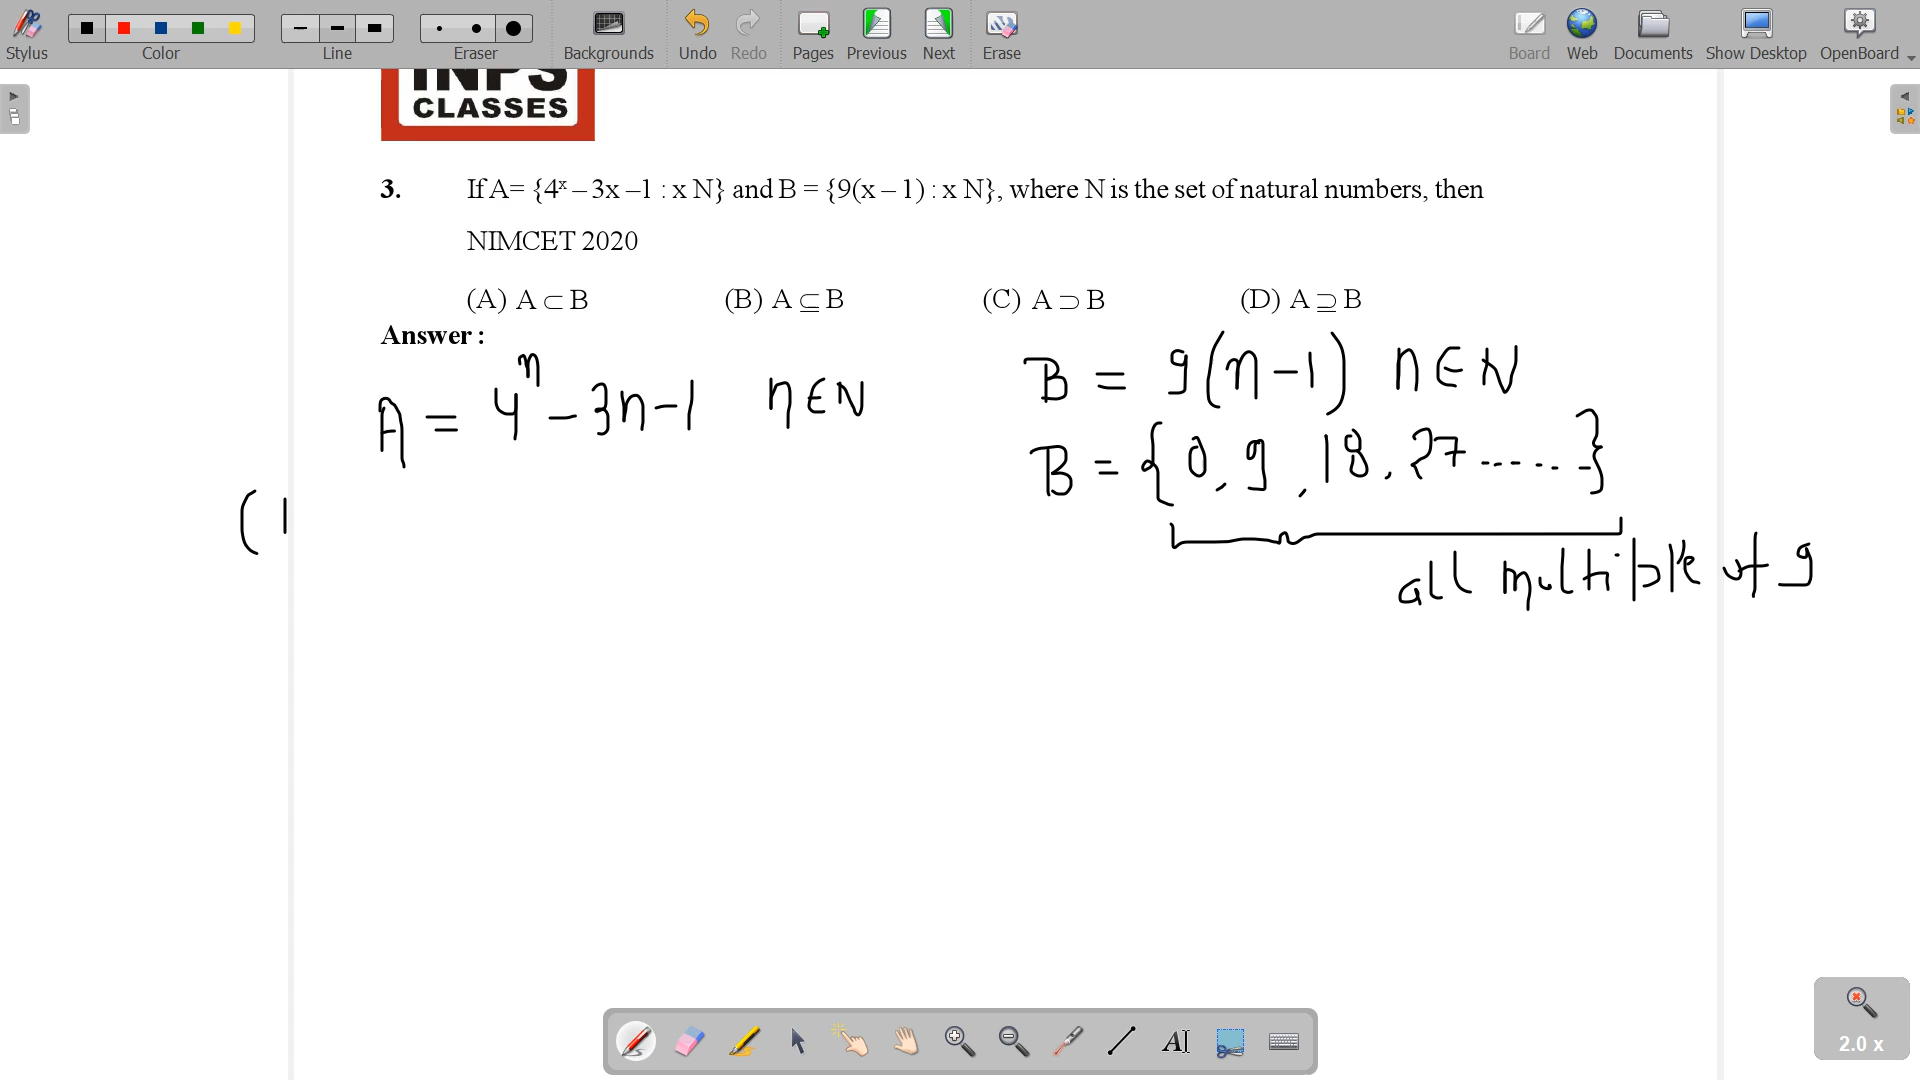 Stylus Color Line Eraser Backgrounds Undo Redo Pages Previous Next Erase Board Web Documents Show Desktop OpenBoard
INPS
CLASSES
3. If A= {4ˣ – 3x –1 : x N} and B = {9(x – 1) : x N}, where N is the set of natural numbers, then
NIMCET 2020
(A) A ⊂ B (B) A ⊆ B (C) A ⊃ B (D) A ⊇ B
Answer :
A = 4ⁿ - 3n - 1 n ∈ N
B = 9(n - 1) n ∈ N
B = {0, 9, 18, 27 ......}
(1
all multiple of 9
2.0 x